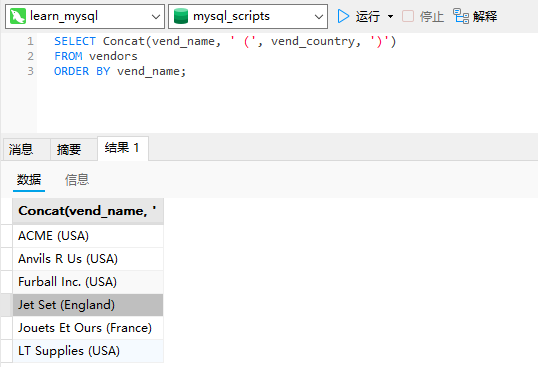 learn_mysql mysql_scripts 运行 停止 解释
1 SELECT Concat(vend_name, ' (', vend_country, ')')
2 FROM vendors
3 ORDER BY vend_name;
消息 摘要 结果 1
数据 信息
Concat(vend_name, '
ACME (USA)
Anvils R Us (USA)
Furball Inc. (USA)
Jet Set (England)
Jouets Et Ours (France)
LT Supplies (USA)